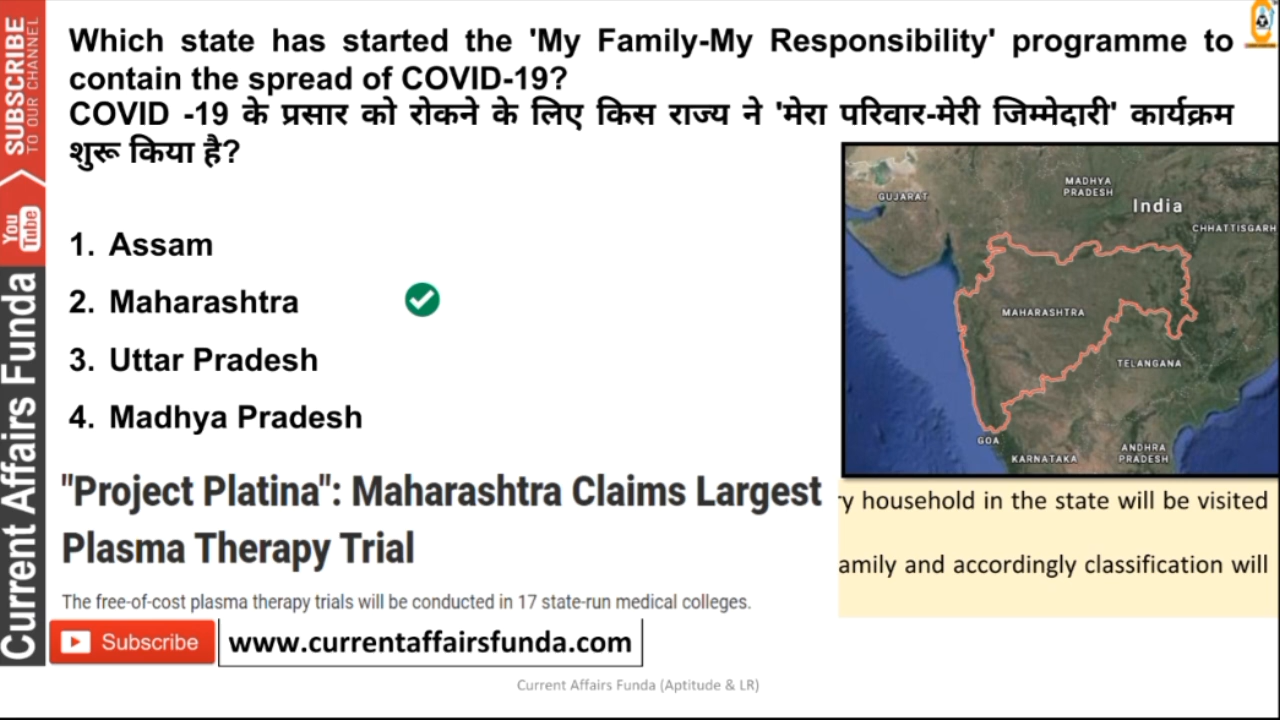 Which state has started the 'My Family-My Responsibility' programme to
contain the spread of COVID-19?
COVID -19 के प्रसार को रोकने के लिए किस राज्य ने 'मेरा परिवार-मेरी जिम्मेदारी' कार्यक्रम
शुरू किया है?
1. Assam
2. Maharashtra
3. Uttar Pradesh
4. Madhya Pradesh
GUJARAT
MADHYA
PRADESH
India
CHHATTISGARH
MAHARASHTRA
TELANGANA
GOA
KARNATAKA
ANDHRA
PRADESH
"Project Platina": Maharashtra Claims Largest
Plasma Therapy Trial
The free-of-cost plasma therapy trials will be conducted in 17 state-run medical colleges.
household in the state will be visited
and accordingly classification will
Subscribe
www.currentaffairsfunda.com
Current Affairs Funda (Aptitude & LR)
SUBSCRIBE
TO OUR CHANNEL
You
Tube
Current Affairs Funda